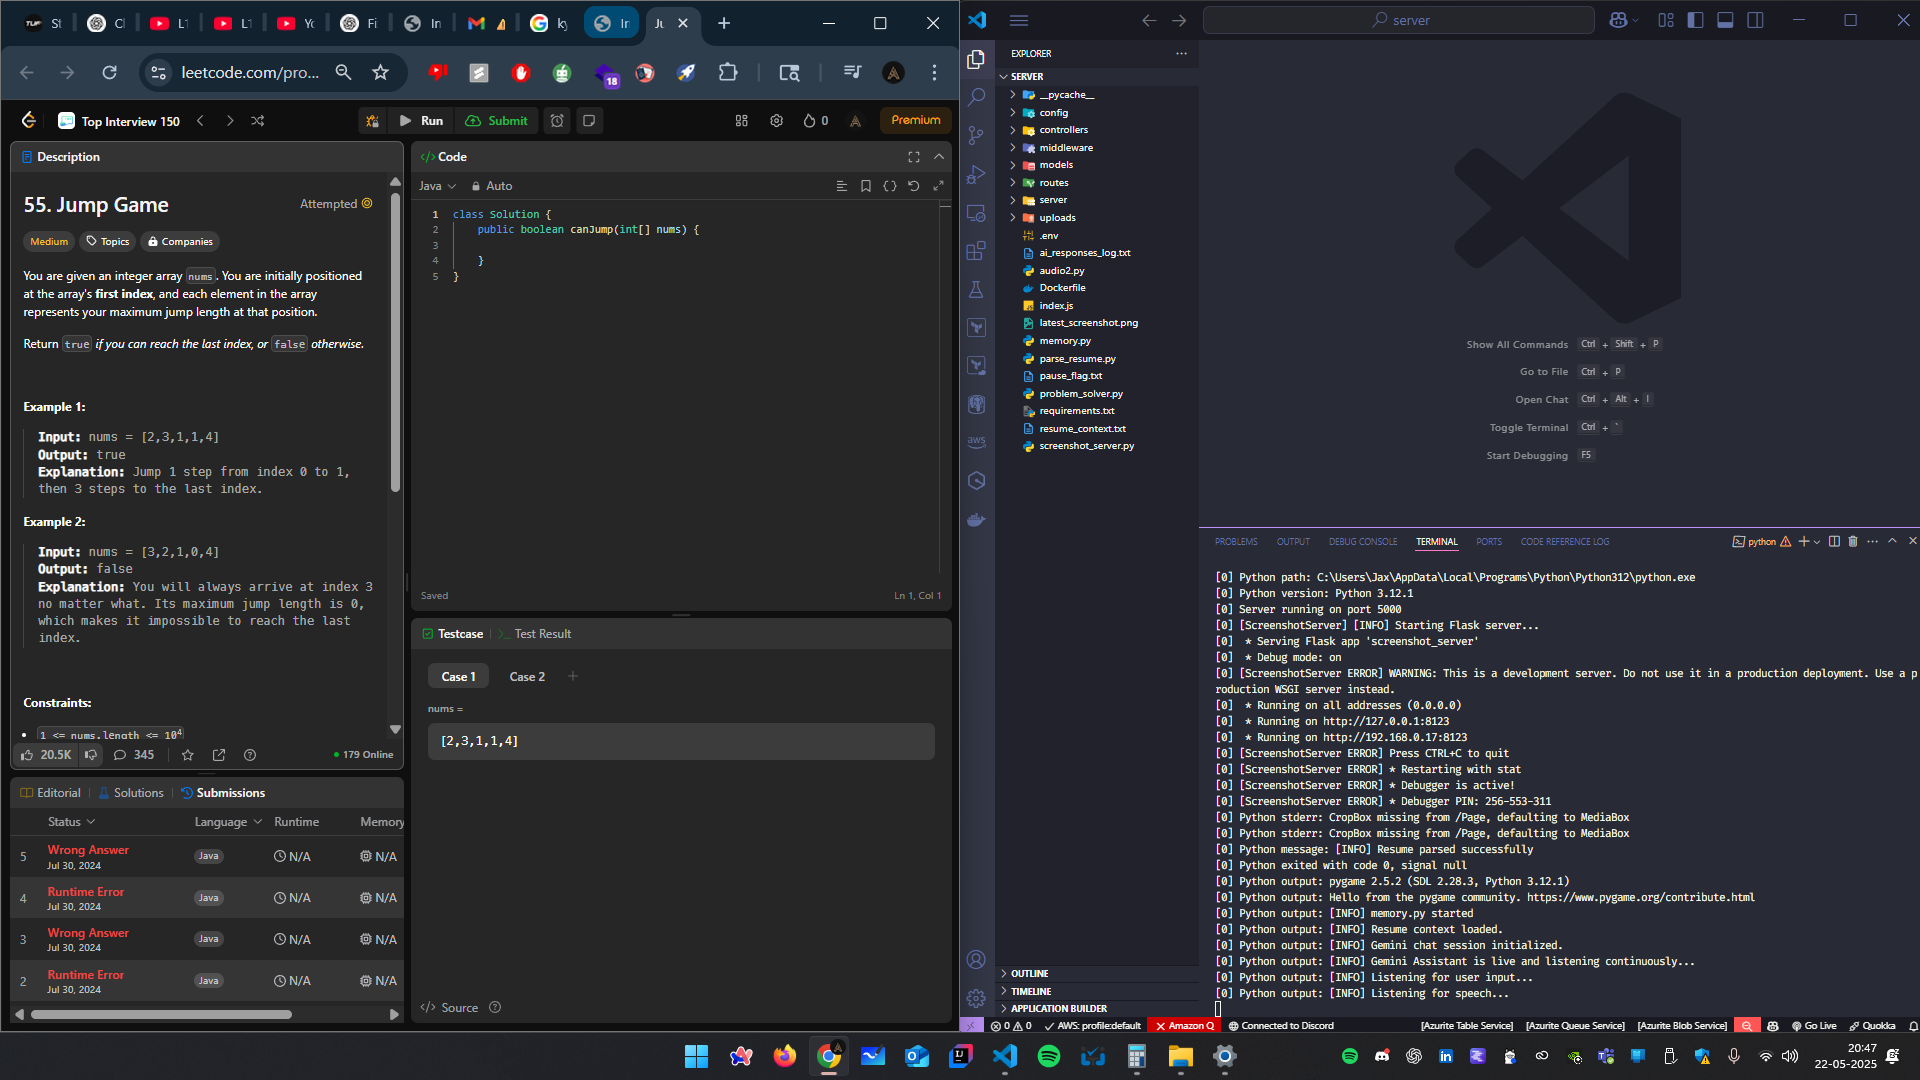 leetcode.com/pro...
18
Top Interview 150
Run
Submit
0
Premium
Description
55. Jump Game
Attempted
Medium
Topics
Companies
You are given an integer array nums. You are initially positioned
at the array's first index, and each element in the array
represents your maximum jump length at that position.
Return true if you can reach the last index, or false otherwise.
Example 1:
Input: nums = [2,3,1,1,4]
Output: true
Explanation: Jump 1 step from index 0 to 1,
then 3 steps to the last index.
Example 2:
Input: nums = [3,2,1,0,4]
Output: false
Explanation: You will always arrive at index 3
no matter what. Its maximum jump length is 0,
which makes it impossible to reach the last
index.
Constraints:
1 <= nums.length <= 10^4
20.5K
345
179 Online
Editorial
Solutions
Submissions
Status
Language
Runtime
Memory
5 Wrong Answer Java N/A N/A
Jul 30, 2024
4 Runtime Error Java N/A N/A
Jul 30, 2024
3 Wrong Answer Java N/A N/A
Jul 30, 2024
2 Runtime Error Java N/A N/A
Jul 30, 2024
</> Code
Java
Auto
1 class Solution {
2 public boolean canJump(int[] nums) {
3
4 }
5 }
Saved
Ln 1, Col 1
Testcase
Test Result
Case 1
Case 2
nums =
[2,3,1,1,4]
</> Source
server
EXPLORER
SERVER
__pycache__
config
controllers
middleware
models
routes
server
uploads
.env
ai_responses_log.txt
audio2.py
Dockerfile
index.js
latest_screenshot.png
memory.py
parse_resume.py
pause_flag.txt
problem_solver.py
requirements.txt
resume_context.txt
screenshot_server.py
aws
OUTLINE
TIMELINE
APPLICATION BUILDER
Show All Commands Ctrl + Shift + P
Go to File Ctrl + P
Open Chat Ctrl + Alt + I
Toggle Terminal Ctrl + `
Start Debugging F5
PROBLEMS OUTPUT DEBUG CONSOLE TERMINAL PORTS CODE REFERENCE LOG
python
[0] Python path: C:\Users\Jax\AppData\Local\Programs\Python\Python312\python.exe
[0] Python version: Python 3.12.1
[0] Server running on port 5000
[0] [ScreenshotServer] [INFO] Starting Flask server...
[0] * Serving Flask app 'screenshot_server'
[0] * Debug mode: on
[0] [ScreenshotServer ERROR] WARNING: This is a development server. Do not use it in a production deployment. Use a p
roduction WSGI server instead.
[0] * Running on all addresses (0.0.0.0)
[0] * Running on http://127.0.0.1:8123
[0] * Running on http://192.168.0.17:8123
[0] [ScreenshotServer ERROR] Press CTRL+C to quit
[0] [ScreenshotServer ERROR] * Restarting with stat
[0] [ScreenshotServer ERROR] * Debugger is active!
[0] [ScreenshotServer ERROR] * Debugger PIN: 256-553-311
[0] Python stderr: CropBox missing from /Page, defaulting to MediaBox
[0] Python stderr: CropBox missing from /Page, defaulting to MediaBox
[0] Python message: [INFO] Resume parsed successfully
[0] Python exited with code 0, signal null
[0] Python output: pygame 2.5.2 (SDL 2.28.3, Python 3.12.1)
[0] Python output: Hello from the pygame community. https://www.pygame.org/contribute.html
[0] Python output: [INFO] memory.py started
[0] Python output: [INFO] Resume context loaded.
[0] Python output: [INFO] Gemini chat session initialized.
[0] Python output: [INFO] Gemini Assistant is live and listening continuously...
[0] Python output: [INFO] Listening for user input...
[0] Python output: [INFO] Listening for speech...
0 0 AWS: profile:default Amazon Q Connected to Discord [Azurite Table Service] [Azurite Queue Service] [Azurite Blob Service] Go Live Quokka
20:47
22-05-2025